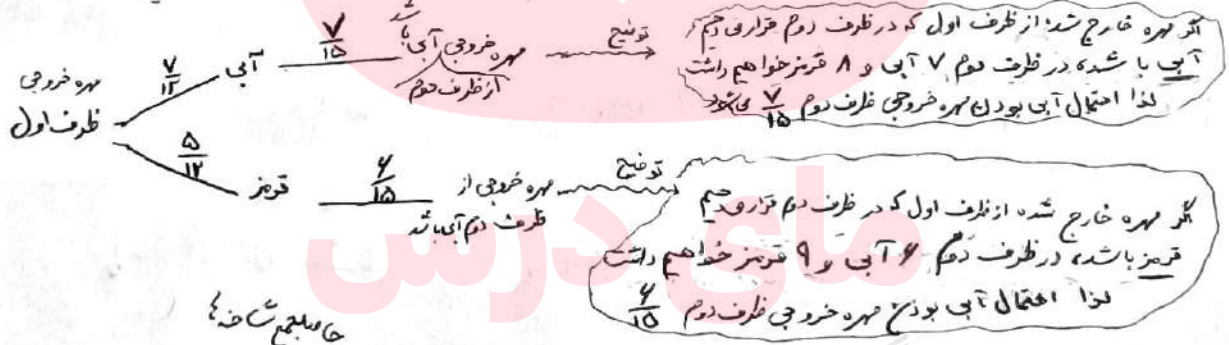 مهره خروجی
ظرف اول
۷/۱۲ آبی
۷/۱۵ مهره خروجی
از ظرف دوم
آبی باشد
توضیح
اگر مهره خارج شده از ظرف اول که در ظرف دوم قرار می دهیم
آبی باشد، در ظرف دوم ۷ آبی و ۸ قرمز خواهیم داشت
لذا احتمال آبی بودن مهره خروجی ظرف دوم ۷/۱۵ می شود
۵/۱۲ قرمز
۶/۱۵ مهره خروجی از
ظرف دوم آبی باشد
توضیح
اگر مهره خارج شده از ظرف اول که در ظرف دوم قرار می دهیم
قرمز باشد، در ظرف دوم ۶ آبی و ۹ قرمز خواهیم داشت
لذا احتمال آبی بودن مهره خروجی ظرف دوم ۶/۱۵
شاخه ها
مای درس